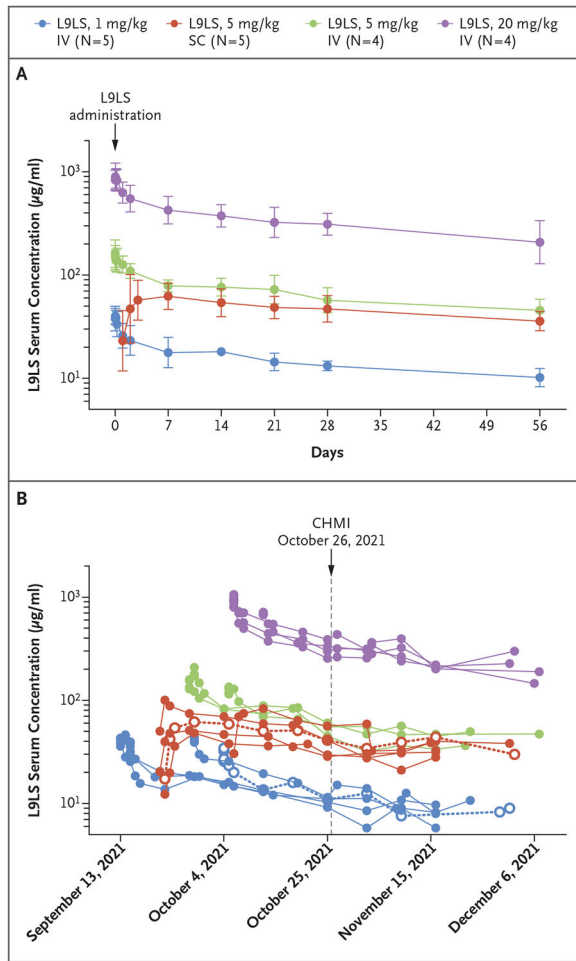 L9LS, 1 mg/kg
IV (N=5)
L9LS, 5 mg/kg
SC (N=5)
L9LS, 5 mg/kg
IV (N=4)
L9LS, 20 mg/kg
IV (N=4)
A
L9LS
administration
L9LS Serum Concentration (µg/ml)
10³
10²
10¹
0 7 14 21 28 35 42 49 56
Days
B
CHMI
October 26, 2021
L9LS Serum Concentration (µg/ml)
10³
10²
10¹
September 13, 2021
October 4, 2021
October 25, 2021
November 15, 2021
December 6, 2021